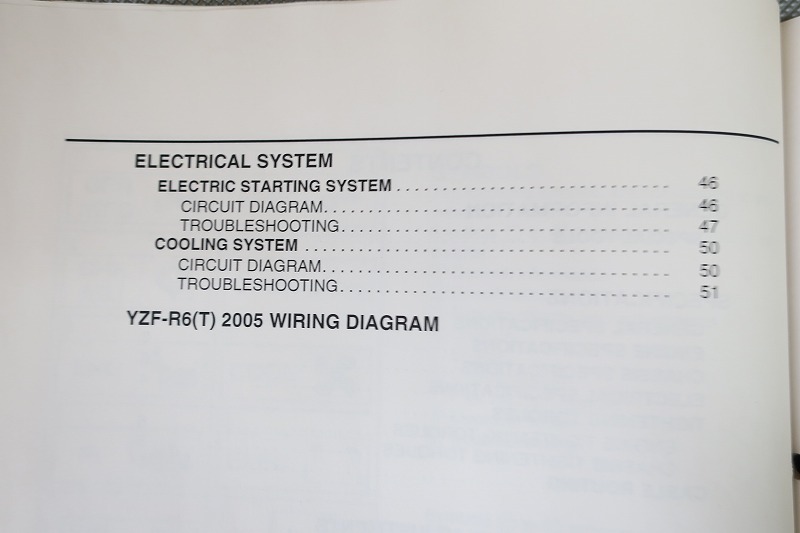 ELECTRICAL SYSTEM
ELECTRIC STARTING SYSTEM . . . . . . . . . . . . . . . . . . . . . . . . . . . . . . 46
CIRCUIT DIAGRAM. . . . . . . . . . . . . . . . . . . . . . . . . . . . . . . . . . . . . . 46
TROUBLESHOOTING. . . . . . . . . . . . . . . . . . . . . . . . . . . . . . . . . . . . 47
COOLING SYSTEM . . . . . . . . . . . . . . . . . . . . . . . . . . . . . . . . . . . . . . . . 50
CIRCUIT DIAGRAM. . . . . . . . . . . . . . . . . . . . . . . . . . . . . . . . . . . . . . 50
TROUBLESHOOTING. . . . . . . . . . . . . . . . . . . . . . . . . . . . . . . . . . . . 51
YZF-R6(T) 2005 WIRING DIAGRAM